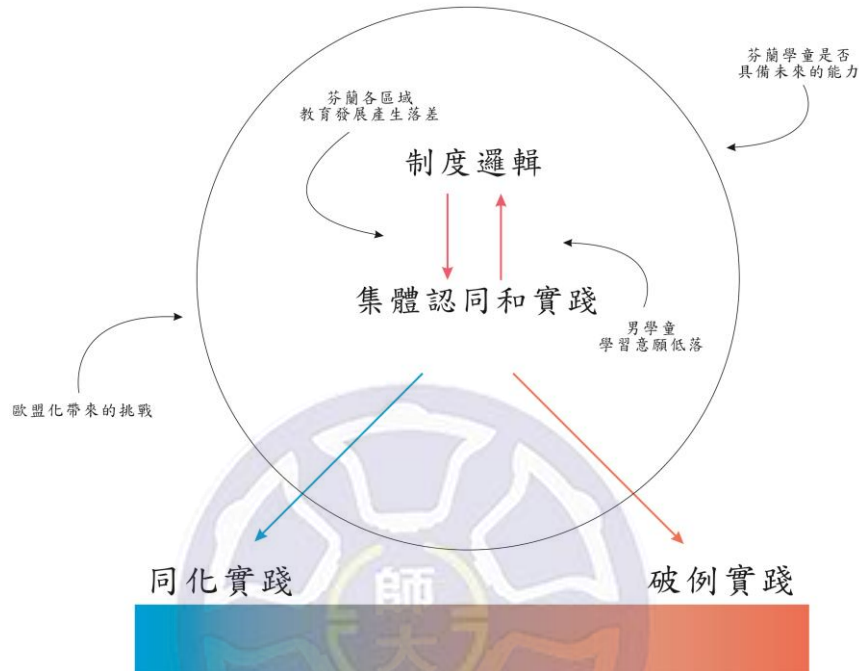 芬蘭學童是否
具備未來的能力
芬蘭各區域
教育發展產生落差
制度邏輯
集體認同和實踐
男學童
學習意願低落
歐盟化帶來的挑戰
同化實踐
破例實踐
師
大